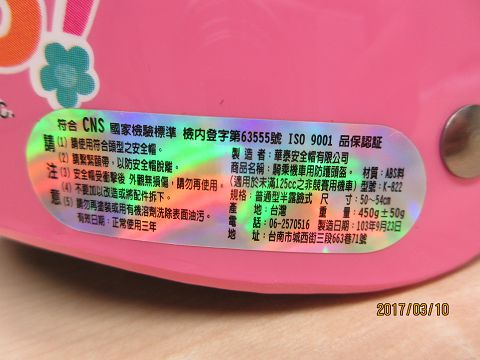 G.
符合 CNS 國家檢驗標準 檢內登字第63555號 ISO 9001 品保認証
請注意
(1) 請使用符合頭型之安全帽。
(2) 請繫緊頤帶，以防安全帽脫離。
(3) 安全帽受衝擊後 外觀無損傷，請勿再使用。
(4) 不要加以改造或將配件拆下。
(5) 請勿再塗裝或用有機溶劑洗除表面油污。
有効日期：正常使用三年
製造者：華泰安全帽有限公司
商品名稱：騎乘機車用防護頭盔。 材質：ABS料
(適用於未滿125cc之非競賽用機車) 型號：K-822
規格：普通型半露臉式 尺寸：50～54cm
產地：台灣 重量：450g±50g
電話：06-2570516 製造日期：103年9月23日
地址：台南市城西街三段663巷71號
2017/03/10